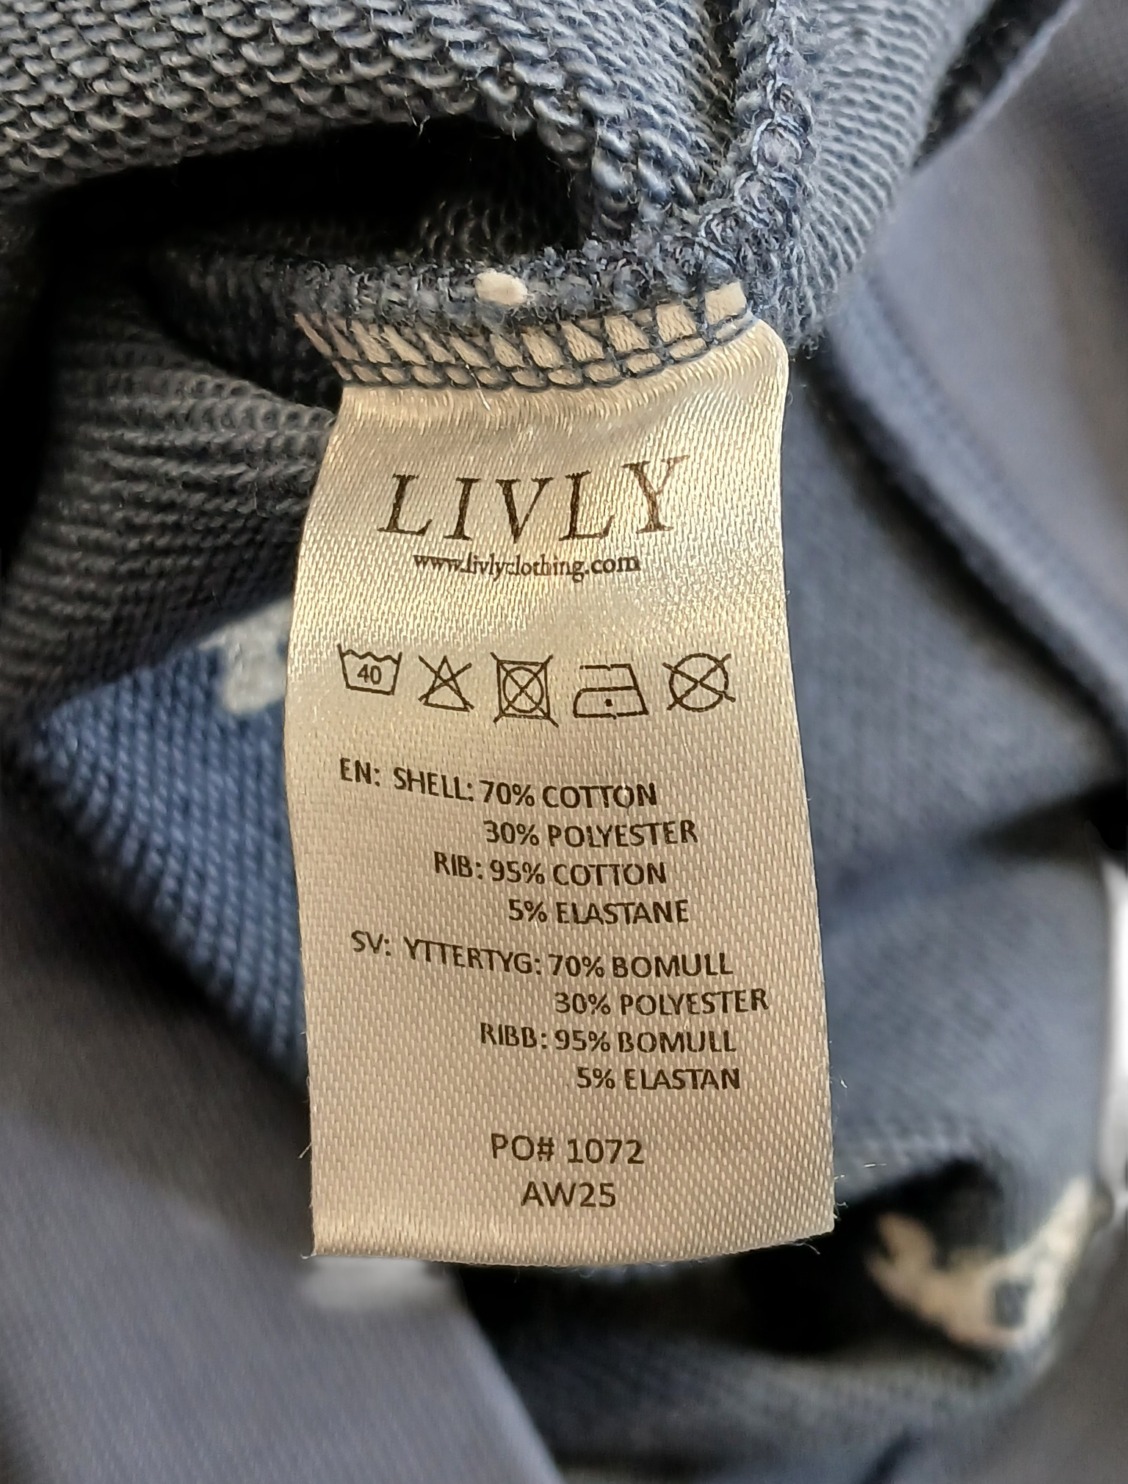 LIVLY
www.livlyclothing.com
40
EN: SHELL: 70% COTTON
30% POLYESTER
RIB: 95% COTTON
5% ELASTANE
SV: YTTERTYG: 70% BOMULL
30% POLYESTER
RIBB: 95% BOMULL
5% ELASTAN
PO# 1072
AW25